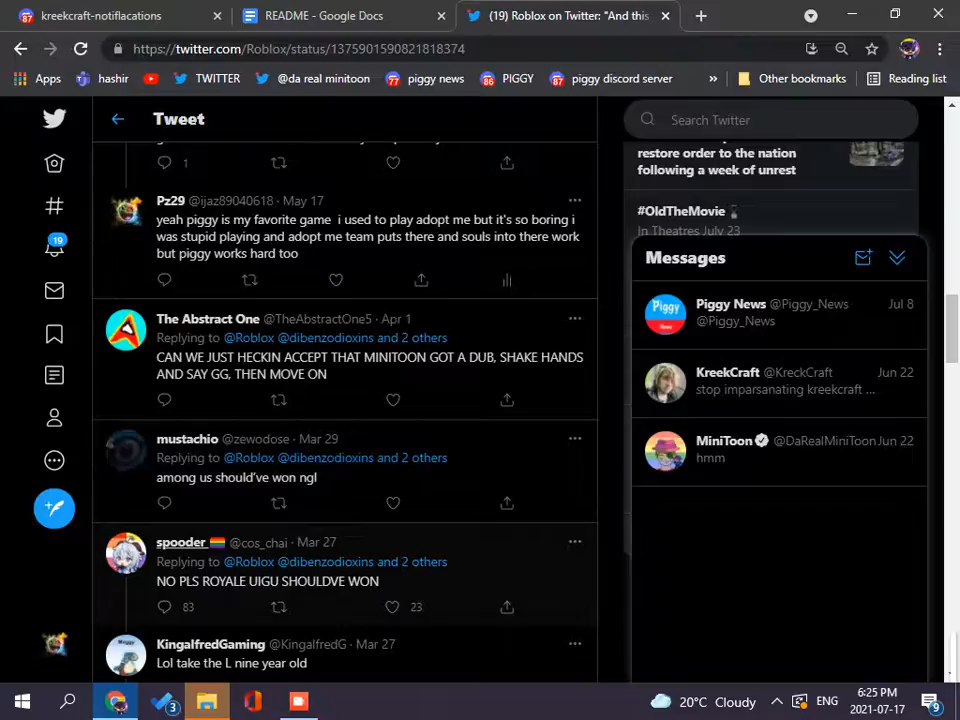 kreekcraft-notiflacations
README - Google Docs
(19) Roblox on Twitter: "And this
https://twitter.com/Roblox/status/1375901590821818374
Apps
hashir
TWITTER
@da real minitoon
77
piggy news
86
PIGGY
87
piggy discord server
»
Other bookmarks
Reading list
Tweet
1
Pz29 @ijaz89040618 · May 17
yeah piggy is my favorite game i used to play adopt me but it's so boring i
was stupid playing and adopt me team puts there and souls into there work
but piggy works hard too
The Abstract One @TheAbstractOne5 · Apr 1
Replying to @Roblox @dibenzodioxins and 2 others
CAN WE JUST HECKIN ACCEPT THAT MINITOON GOT A DUB, SHAKE HANDS
AND SAY GG, THEN MOVE ON
mustachio @zewodose · Mar 29
Replying to @Roblox @dibenzodioxins and 2 others
among us should've won ngl
spooder @cos_chai · Mar 27
Replying to @Roblox @dibenzodioxins and 2 others
NO PLS ROYALE UIGU SHOULDVE WON
83
23
KingalfredGaming @KingalfredG · Mar 27
Lol take the L nine year old
19
Search Twitter
restore order to the nation
following a week of unrest
#OldTheMovie
In Theatres July 23
Messages
Piggy News @Piggy_News Jul 8
@Piggy_News
KreekCraft @KreckCraft Jun 22
stop imparsanating kreekcraft ...
MiniToon @DaRealMiniToon Jun 22
hmm
Piggy
News
3
20°C Cloudy
ENG
6:25 PM
2021-07-17
9